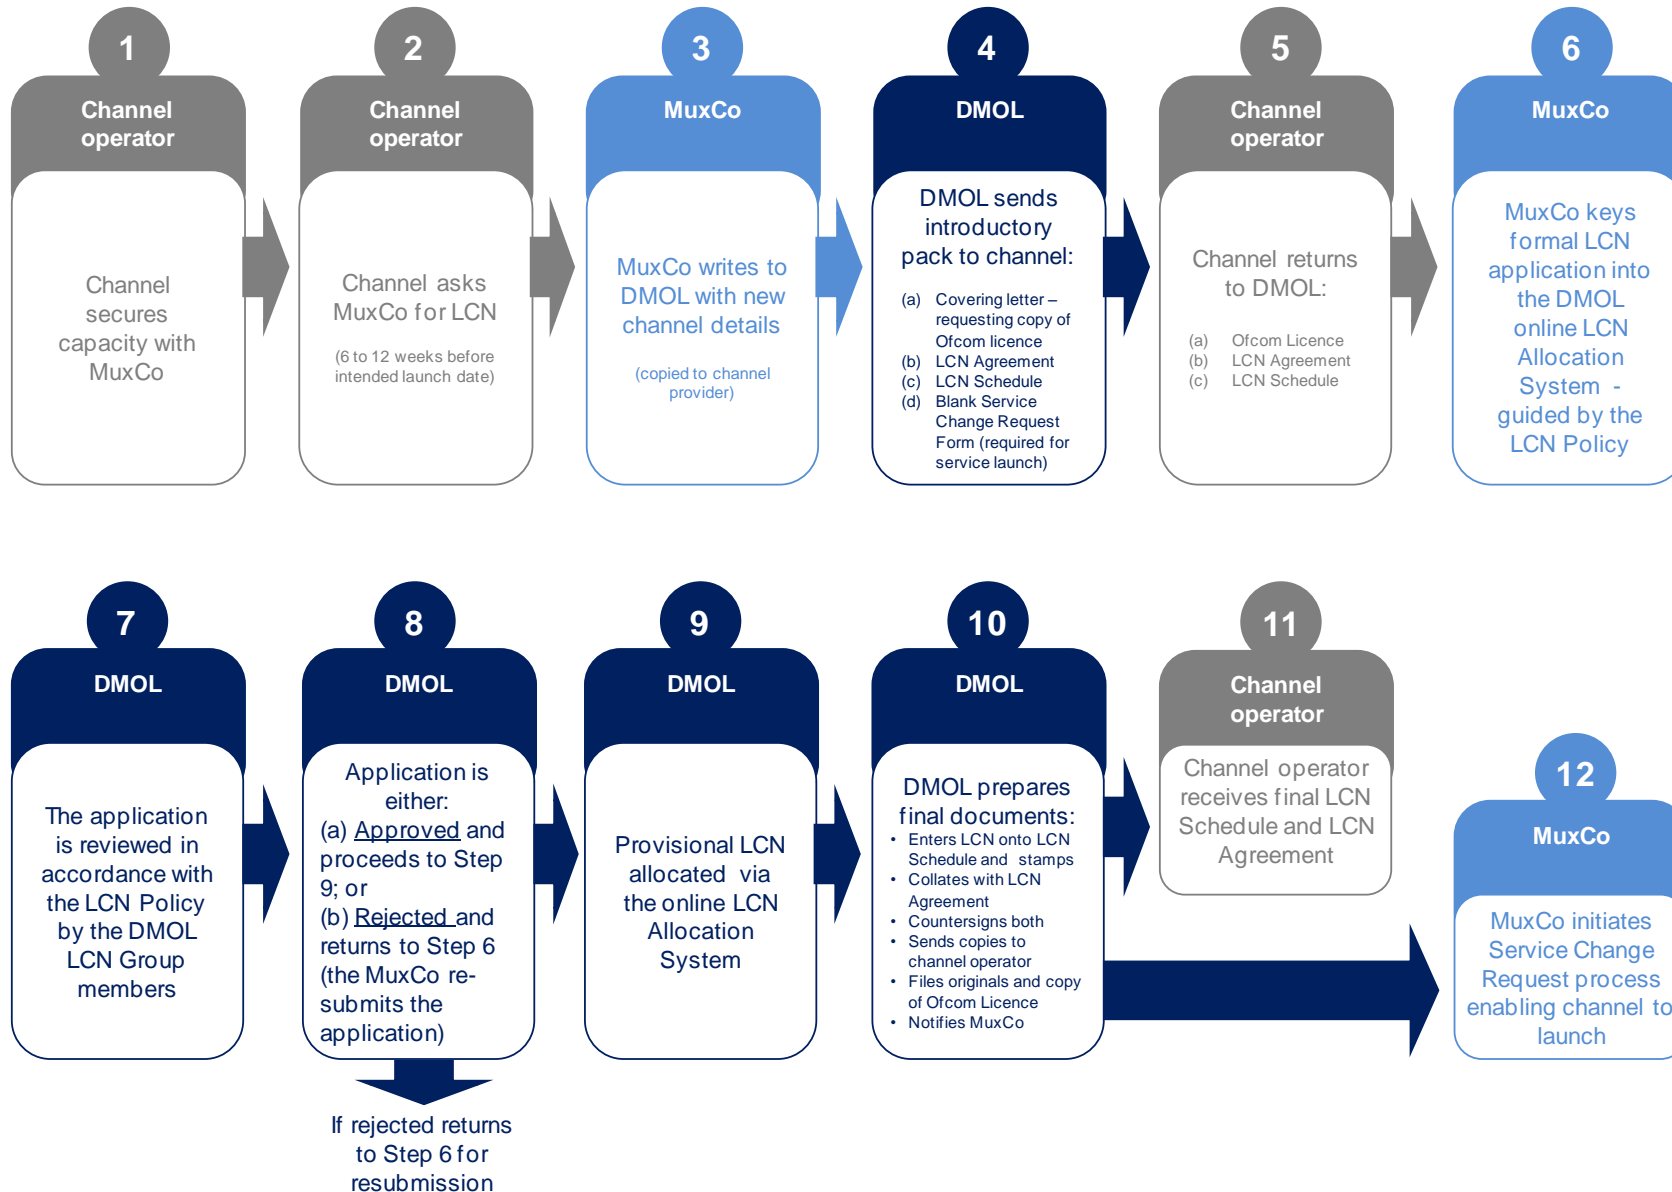 1
Channel
operator
Channel
secures
capacity with
MuxCo
2
Channel
operator
Channel asks
MuxCo for LCN
(6 to 12 weeks before
intended launch date)
3
MuxCo
MuxCo writes to
DMOL with new
channel details
(copied to channel
provider)
4
DMOL
DMOL sends
introductory
pack to channel:
(a) Covering letter –
requesting copy of
Ofcom licence
(b) LCN Agreement
(c) LCN Schedule
(d) Blank Service
Change Request
Form (required for
service launch)
5
Channel
operator
Channel returns
to DMOL:
(a) Ofcom Licence
(b) LCN Agreement
(c) LCN Schedule
6
MuxCo
MuxCo keys
formal LCN
application into
the DMOL
online LCN
Allocation
System -
guided by the
LCN Policy
7
DMOL
The application
is reviewed in
accordance with
the LCN Policy
by the DMOL
LCN Group
members
8
DMOL
Application is
either:
(a) Approved and
proceeds to Step
9; or
(b) Rejected and
returns to Step 6
(the MuxCo re-
submits the
application)
If rejected returns
to Step 6 for
resubmission
9
DMOL
Provisional LCN
allocated via
the online LCN
Allocation
System
10
DMOL
DMOL prepares
final documents:
• Enters LCN onto LCN
Schedule and stamps
• Collates with LCN
Agreement
• Countersigns both
• Sends copies to
channel operator
• Files originals and copy
of Ofcom Licence
• Notifies MuxCo
11
Channel
operator
Channel operator
receives final LCN
Schedule and LCN
Agreement
12
MuxCo
MuxCo initiates
Service Change
Request process
enabling channel to
launch